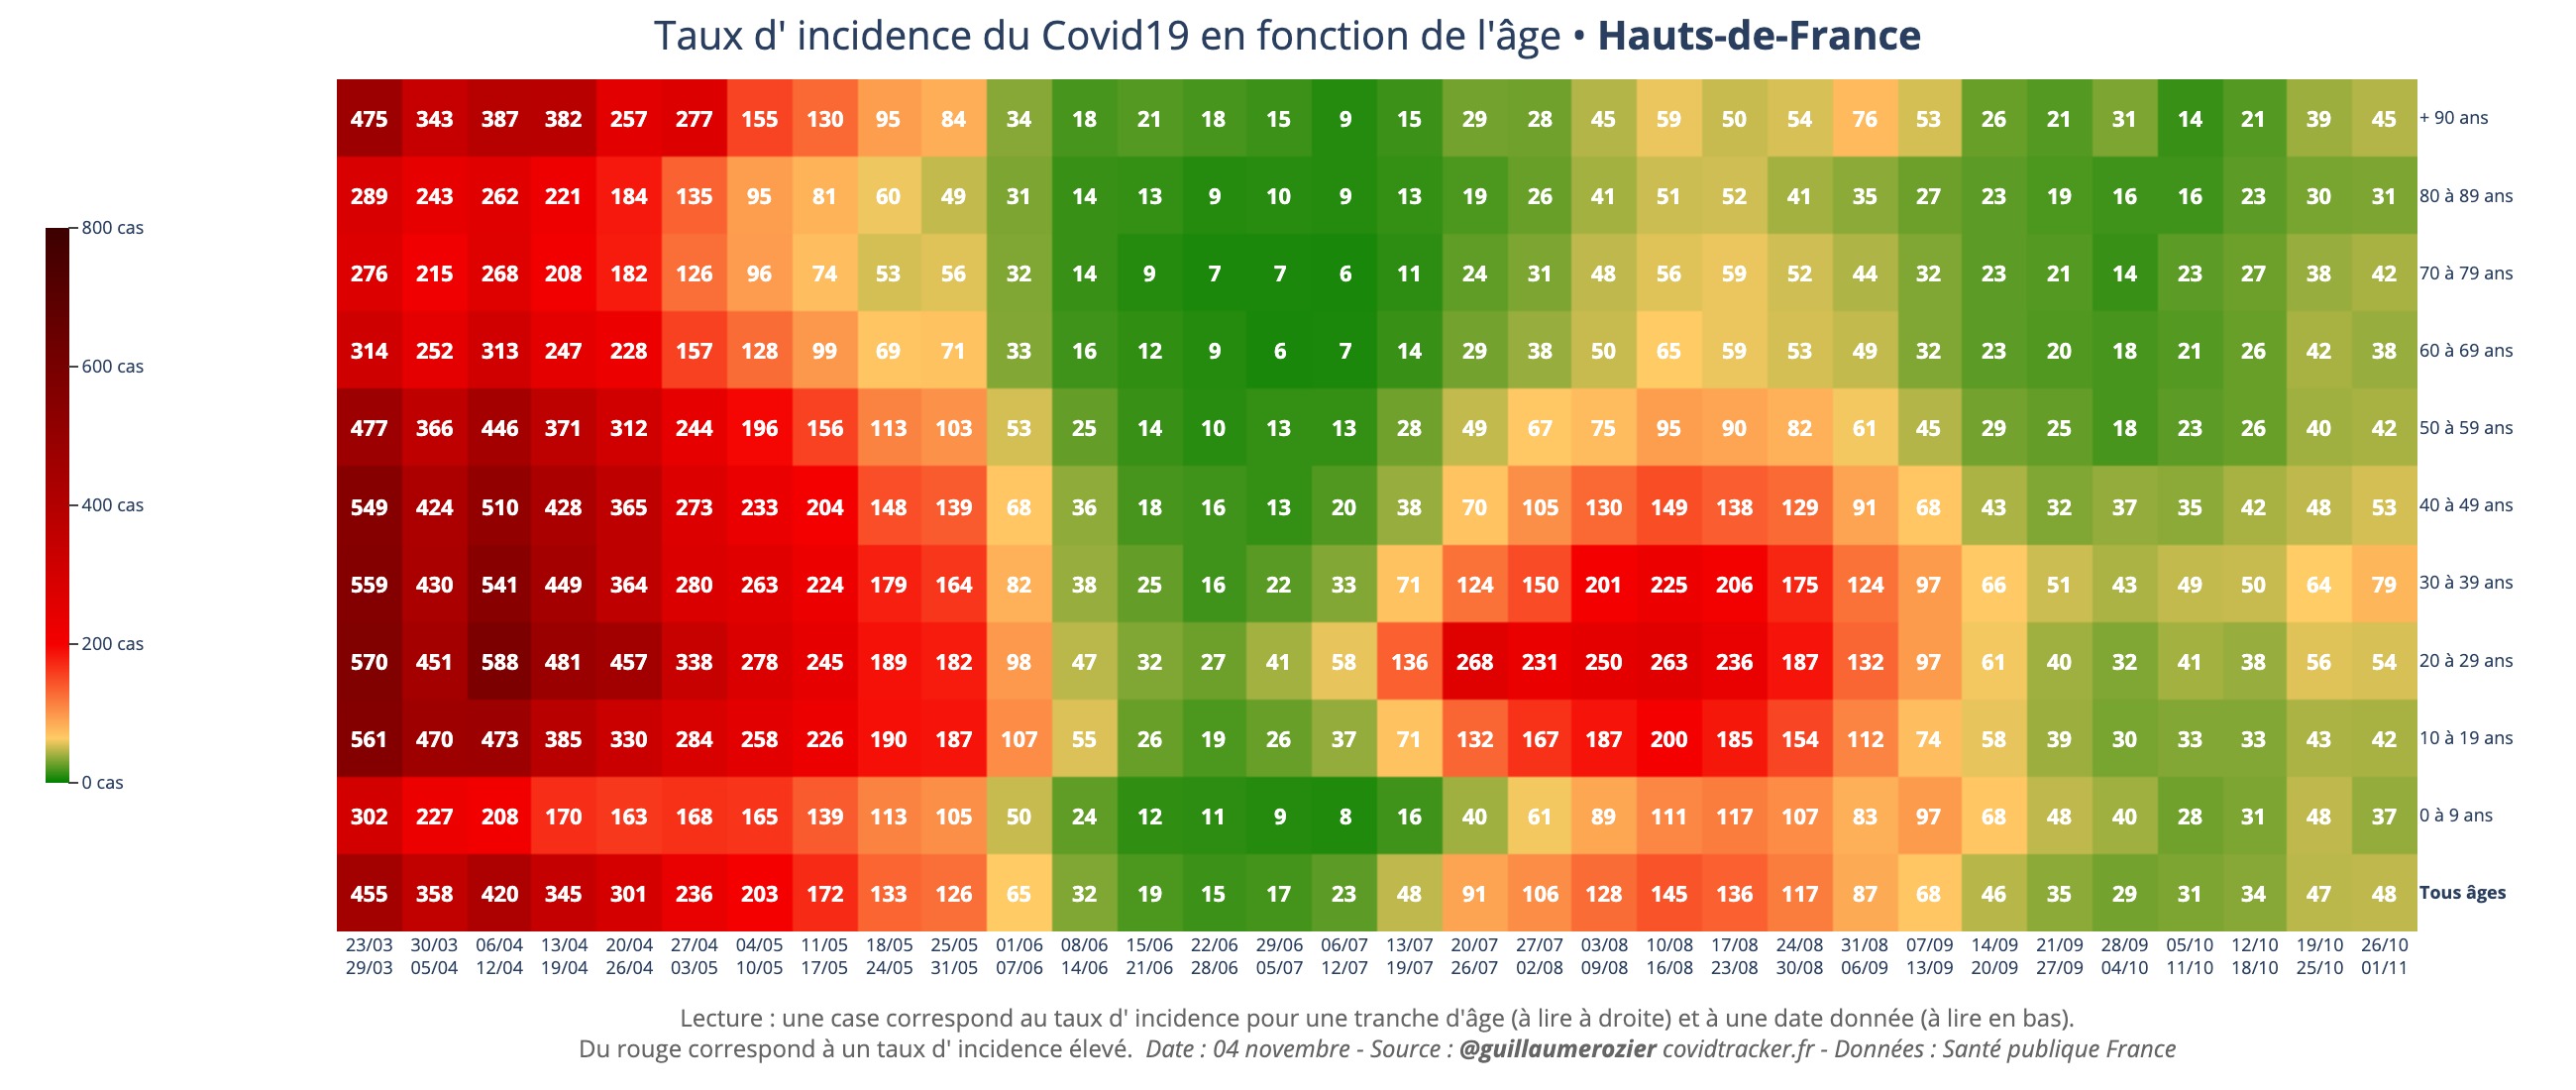 Taux d' incidence du Covid19 en fonction de l'âge • Hauts-de-France
800 cas
600 cas
400 cas
200 cas
0 cas
475 343 387 382 257 277 155 130 95 84 34 18 21 18 15 9 15 29 28 45 59 50 54 76 53 26 21 31 14 21 39 45 + 90 ans
289 243 262 221 184 135 95 81 60 49 31 14 13 9 10 9 13 19 26 41 51 52 41 35 27 23 19 16 16 23 30 31 80 à 89 ans
276 215 268 208 182 126 96 74 53 56 32 14 9 7 7 6 11 24 31 48 56 59 52 44 32 23 21 14 23 27 38 42 70 à 79 ans
314 252 313 247 228 157 128 99 69 71 33 16 12 9 6 7 14 29 38 50 65 59 53 49 32 23 20 18 21 26 42 38 60 à 69 ans
477 366 446 371 312 244 196 156 113 103 53 25 14 10 13 13 28 49 67 75 95 90 82 61 45 29 25 18 23 26 40 42 50 à 59 ans
549 424 510 428 365 273 233 204 148 139 68 36 18 16 13 20 38 70 105 130 149 138 129 91 68 43 32 37 35 42 48 53 40 à 49 ans
559 430 541 449 364 280 263 224 179 164 82 38 25 16 22 33 71 124 150 201 225 206 175 124 97 66 51 43 49 50 64 79 30 à 39 ans
570 451 588 481 457 338 278 245 189 182 98 47 32 27 41 58 136 268 231 250 263 236 187 132 97 61 40 32 41 38 56 54 20 à 29 ans
561 470 473 385 330 284 258 226 190 187 107 55 26 19 26 37 71 132 167 187 200 185 154 112 74 58 39 30 33 33 43 42 10 à 19 ans
302 227 208 170 163 168 165 139 113 105 50 24 12 11 9 8 16 40 61 89 111 117 107 83 97 68 48 40 28 31 48 37 0 à 9 ans
455 358 420 345 301 236 203 172 133 126 65 32 19 15 17 23 48 91 106 128 145 136 117 87 68 46 35 29 31 34 47 48 Tous âges
23/03 30/03 06/04 13/04 20/04 27/04 04/05 11/05 18/05 25/05 01/06 08/06 15/06 22/06 29/06 06/07 13/07 20/07 27/07 03/08 10/08 17/08 24/08 31/08 07/09 14/09 21/09 28/09 05/10 12/10 19/10 26/10
29/03 05/04 12/04 19/04 26/04 03/05 10/05 17/05 24/05 31/05 07/06 14/06 21/06 28/06 05/07 12/07 19/07 26/07 02/08 09/08 16/08 23/08 30/08 06/09 13/09 20/09 27/09 04/10 11/10 18/10 25/10 01/11
Lecture : une case correspond au taux d' incidence pour une tranche d'âge (à lire à droite) et à une date donnée (à lire en bas).
Du rouge correspond à un taux d' incidence élevé. Date : 04 novembre - Source : @guillaumerozier covidtracker.fr - Données : Santé publique France